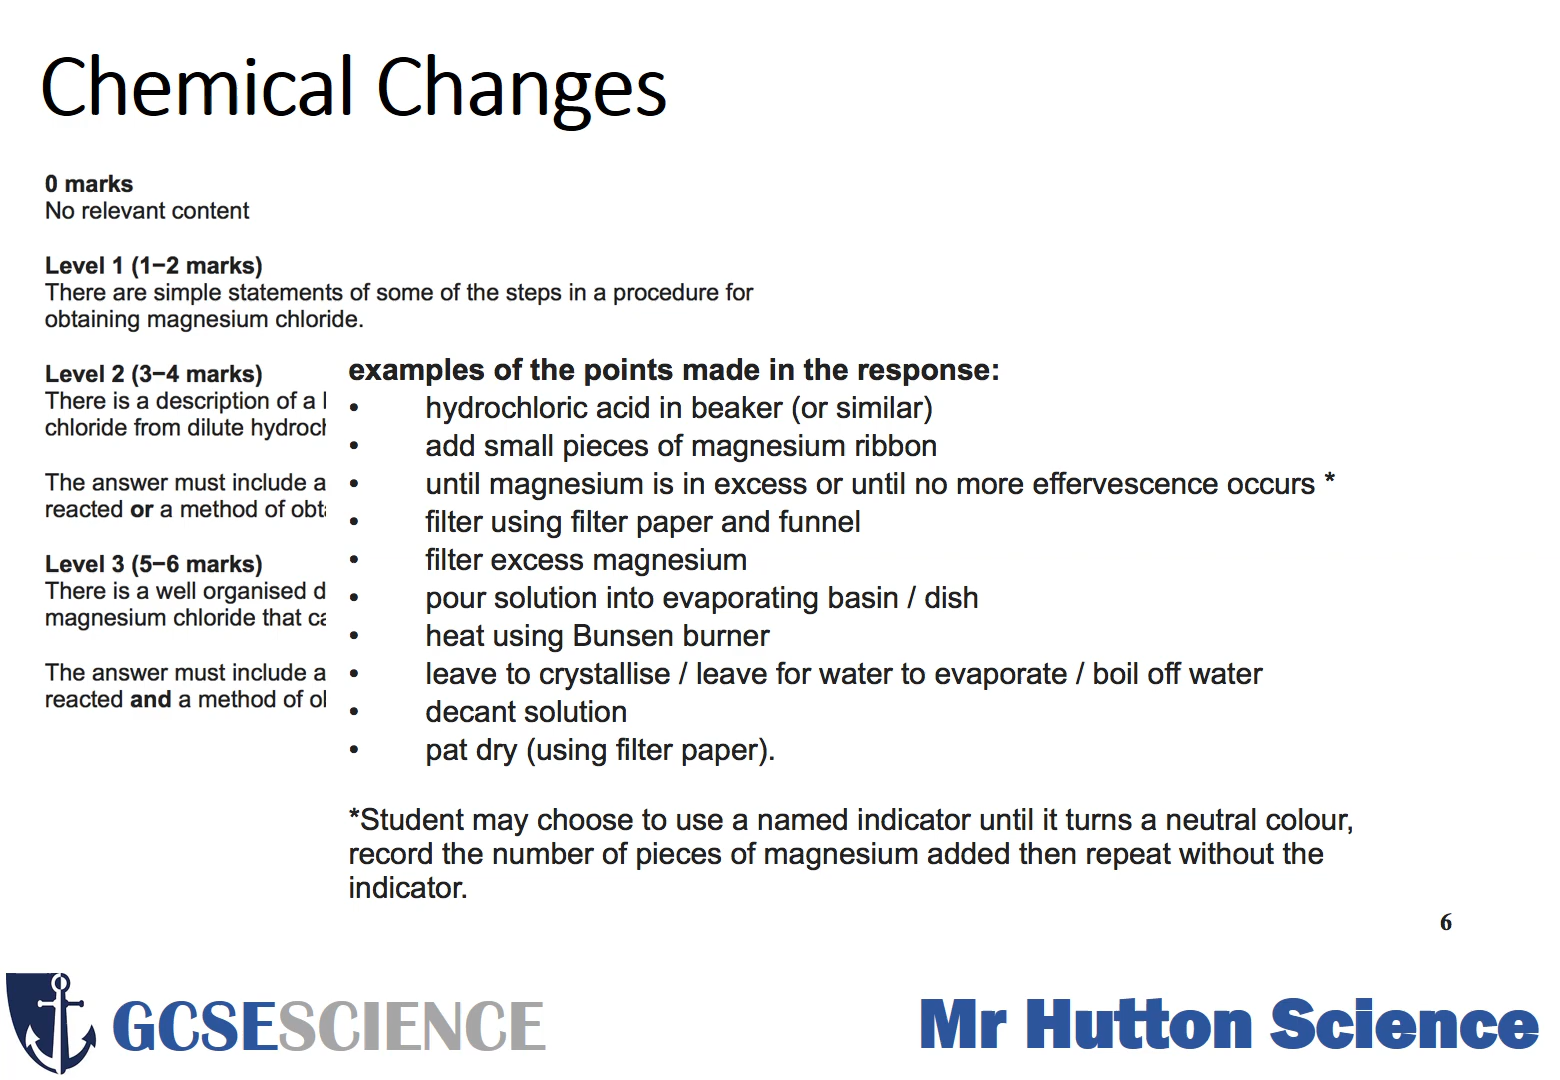 Chemical Changes
0 marks
No relevant content
Level 1 (1−2 marks)
There are simple statements of some of the steps in a procedure for
obtaining magnesium chloride.
Level 2 (3−4 marks)
There is a description of a
chloride from dilute
The answer must include a
reacted or a method of
Level 3 (5−6 marks)
There is a well organised
magnesium chloride that
The answer must include a
reacted and a method of
examples of the points made in the response:
• hydrochloric acid in beaker (or similar)
• add small pieces of magnesium ribbon
• until magnesium is in excess or until no more effervescence occurs *
• filter using filter paper and funnel
• filter excess magnesium
• pour solution into evaporating basin / dish
• heat using Bunsen burner
• leave to crystallise / leave for water to evaporate / boil off water
• decant solution
• pat dry (using filter paper).
*Student may choose to use a named indicator until it turns a neutral colour,
record the number of pieces of magnesium added then repeat without the
indicator.
6
GCSESCIENCE
Mr Hutton Science